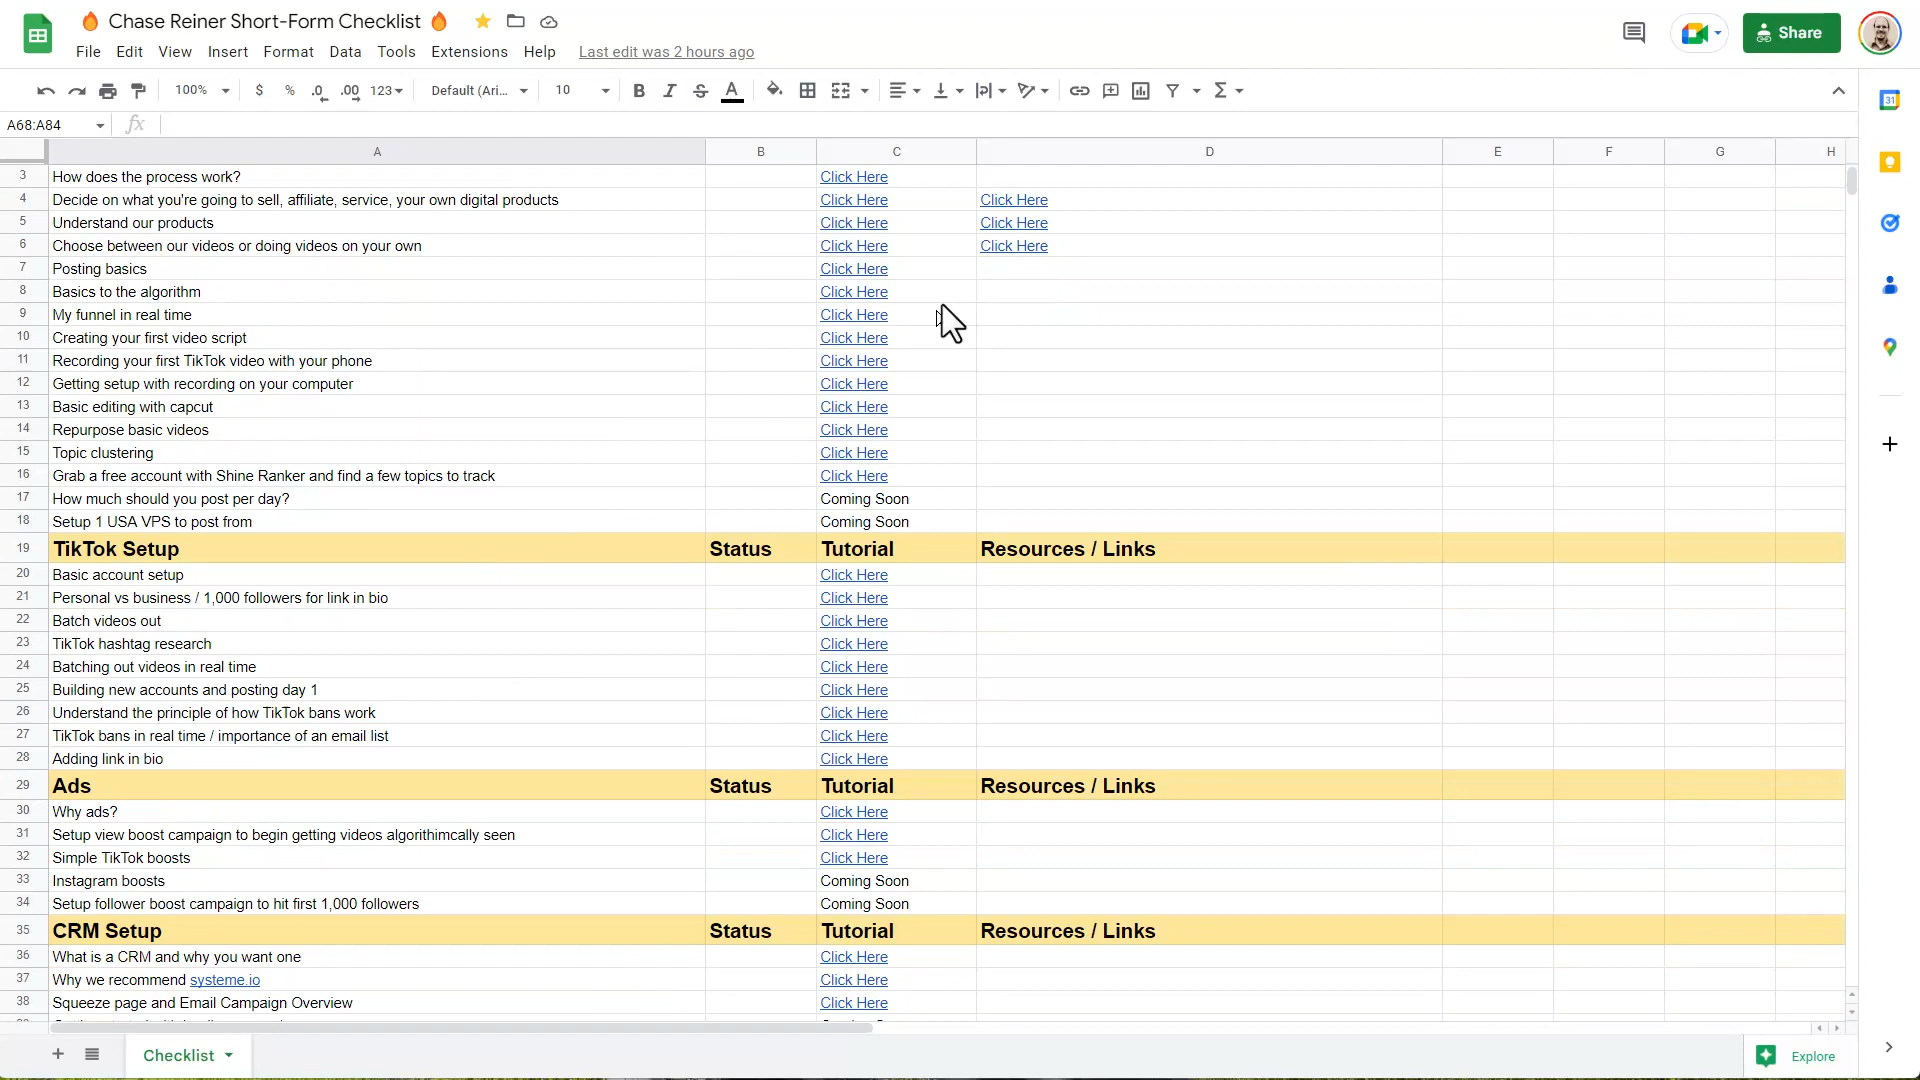 🔥 Chase Reiner Short-Form Checklist 🔥
File Edit View Insert Format Data Tools Extensions Help Last edit was 2 hours ago
Share
100% $ % .0 .00 123 Default (Ari... 10 B I S A Σ
A68:A84 fx
31
A B C D E F G H
3 How does the process work? Click Here
4 Decide on what you're going to sell, affiliate, service, your own digital products Click Here Click Here
5 Understand our products Click Here Click Here
6 Choose between our videos or doing videos on your own Click Here Click Here
7 Posting basics Click Here
8 Basics to the algorithm Click Here
9 My funnel in real time Click Here
10 Creating your first video script Click Here
11 Recording your first TikTok video with your phone Click Here
12 Getting setup with recording on your computer Click Here
13 Basic editing with capcut Click Here
14 Repurpose basic videos Click Here
15 Topic clustering Click Here
16 Grab a free account with Shine Ranker and find a few topics to track Click Here
17 How much should you post per day? Coming Soon
18 Setup 1 USA VPS to post from Coming Soon
19 TikTok Setup Status Tutorial Resources / Links
20 Basic account setup Click Here
21 Personal vs business / 1,000 followers for link in bio Click Here
22 Batch videos out Click Here
23 TikTok hashtag research Click Here
24 Batching out videos in real time Click Here
25 Building new accounts and posting day 1 Click Here
26 Understand the principle of how TikTok bans work Click Here
27 TikTok bans in real time / importance of an email list Click Here
28 Adding link in bio Click Here
29 Ads Status Tutorial Resources / Links
30 Why ads? Click Here
31 Setup view boost campaign to begin getting videos algorithimcally seen Click Here
32 Simple TikTok boosts Click Here
33 Instagram boosts Coming Soon
34 Setup follower boost campaign to hit first 1,000 followers Coming Soon
35 CRM Setup Status Tutorial Resources / Links
36 What is a CRM and why you want one Click Here
37 Why we recommend systeme.io Click Here
38 Squeeze page and Email Campaign Overview Click Here
Checklist
Explore